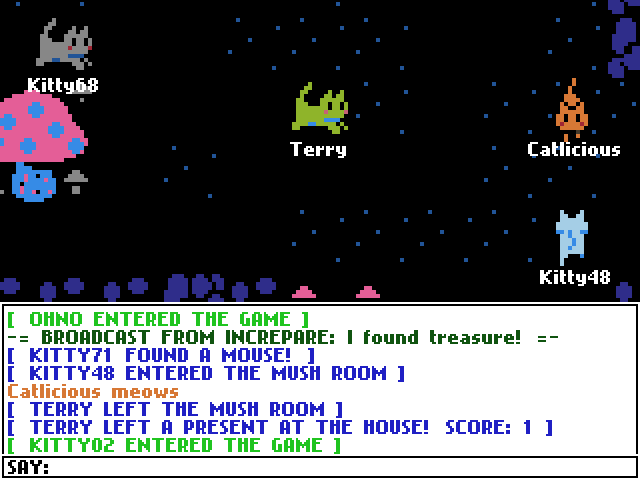 Kitty68
Terry
Catlicious
Kitty48
[ OHNO ENTERED THE GAME ]
-= BROADCAST FROM INCREPARE: I found treasure! =-
[ KITTY71 FOUND A MOUSE! ]
[ KITTY48 ENTERED THE MUSH ROOM ]
Catlicious meows
[ TERRY LEFT THE MUSH ROOM ]
[ TERRY LEFT A PRESENT AT THE HOUSE! SCORE: 1 ]
[ KITTY02 ENTERED THE GAME ]
SAY: